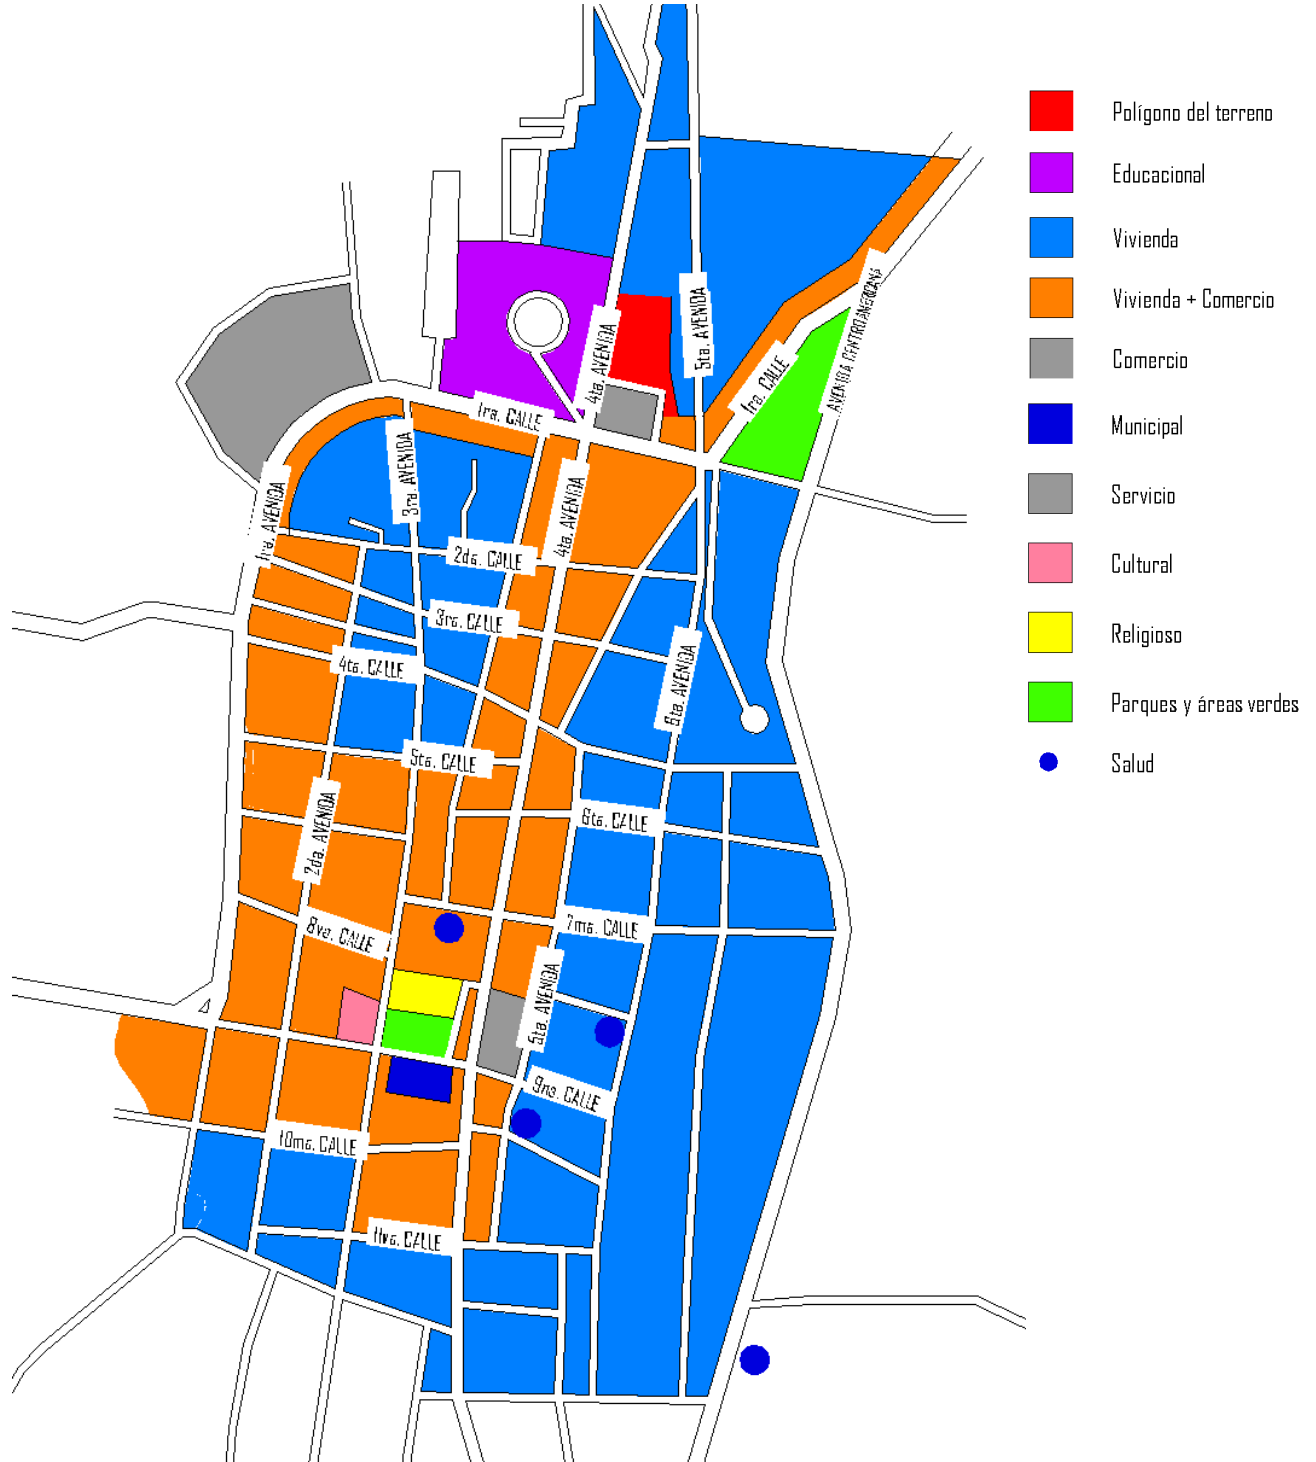 Polígono del terreno
Educacional
Vivienda
Vivienda + Comercio
Comercio
Municipal
Servicio
Cultural
Religioso
Parques y áreas verdes
Salud
AVENIDA CENTROAMERICANA
5ta. AVENIDA
4ta. AVENIDA
1ra. CALLE
1ra. CALLE
3ra. AVENIDA
1ra. AVENIDA
4ta. AVENIDA
2da. CALLE
3ra. CALLE
4ta. CALLE
6ta. AVENIDA
5ta. CALLE
2da. AVENIDA
6ta. CALLE
8va. CALLE
7ma. CALLE
5ta. AVENIDA
9na. CALLE
10ma. CALLE
11va. CALLE